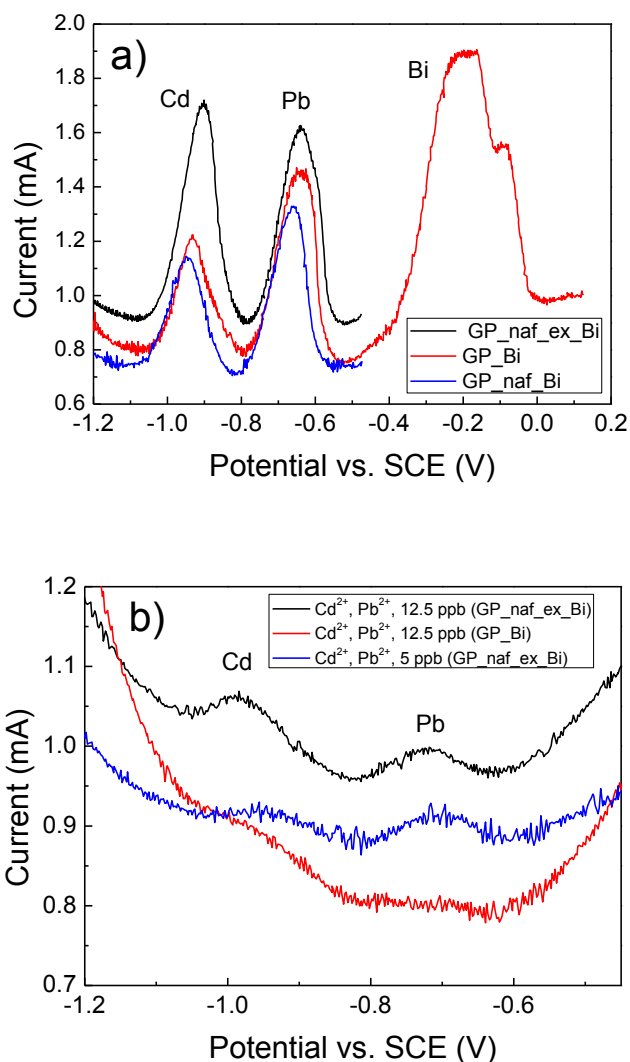 a)
Cd
Pb
Bi
2.0
1.8
1.6
1.4
1.2
1.0
0.8
0.6
Current (mA)
GP_naf_ex_Bi
GP_Bi
GP_naf_Bi
-1.2 -1.0 -0.8 -0.6 -0.4 -0.2 0.0 0.2
Potential vs. SCE (V)
b)
Cd²⁺, Pb²⁺, 12.5 ppb (GP_naf_ex_Bi)
Cd²⁺, Pb²⁺, 12.5 ppb (GP_Bi)
Cd²⁺, Pb²⁺, 5 ppb (GP_naf_ex_Bi)
Cd
Pb
1.2
1.1
1.0
0.9
0.8
0.7
Current (mA)
-1.2 -1.0 -0.8 -0.6
Potential vs. SCE (V)